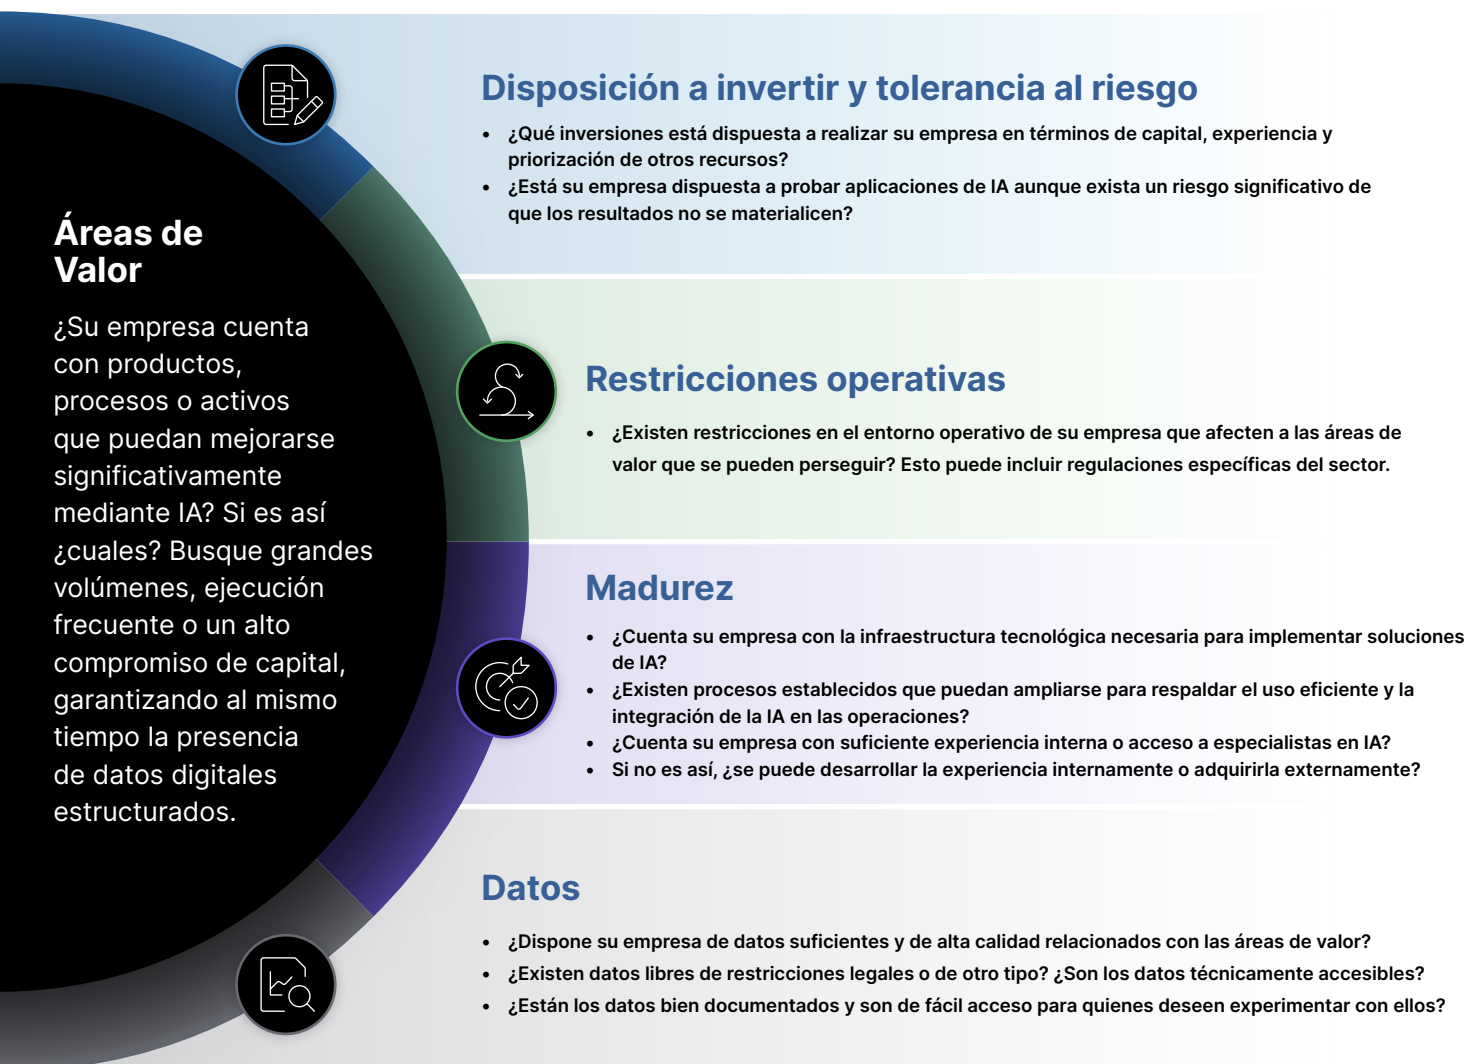 Áreas de
Valor
¿Su empresa cuenta
con productos,
procesos o activos
que puedan mejorarse
significativamente
mediante IA? Si es así
¿cuales? Busque grandes
volúmenes, ejecución
frecuente o un alto
compromiso de capital,
garantizando al mismo
tiempo la presencia
de datos digitales
estructurados.
Disposición a invertir y tolerancia al riesgo
• ¿Qué inversiones está dispuesta a realizar su empresa en términos de capital, experiencia y
priorización de otros recursos?
• ¿Está su empresa dispuesta a probar aplicaciones de IA aunque exista un riesgo significativo de
que los resultados no se materialicen?
Restricciones operativas
• ¿Existen restricciones en el entorno operativo de su empresa que afecten a las áreas de
valor que se pueden perseguir? Esto puede incluir regulaciones específicas del sector.
Madurez
• ¿Cuenta su empresa con la infraestructura tecnológica necesaria para implementar soluciones
de IA?
• ¿Existen procesos establecidos que puedan ampliarse para respaldar el uso eficiente y la
integración de la IA en las operaciones?
• ¿Cuenta su empresa con suficiente experiencia interna o acceso a especialistas en IA?
• Si no es así, ¿se puede desarrollar la experiencia internamente o adquirirla externamente?
Datos
• ¿Dispone su empresa de datos suficientes y de alta calidad relacionados con las áreas de valor?
• ¿Existen datos libres de restricciones legales o de otro tipo? ¿Son los datos técnicamente accesibles?
• ¿Están los datos bien documentados y son de fácil acceso para quienes deseen experimentar con ellos?